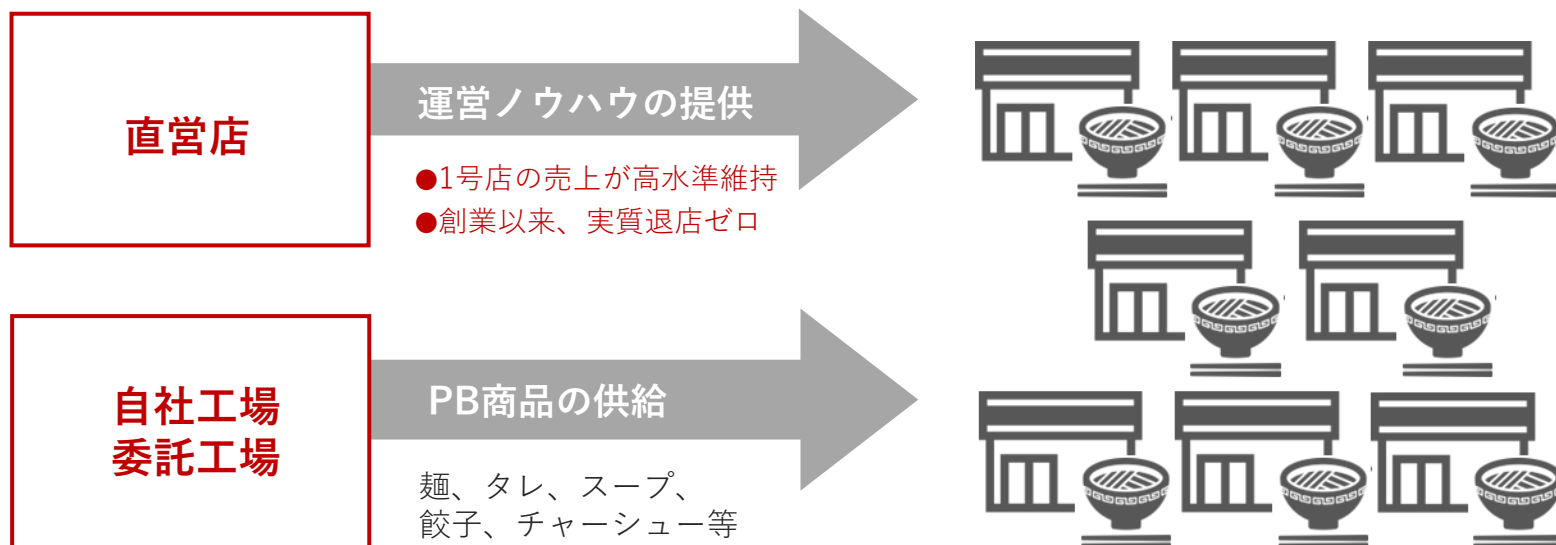 直営店
運営ノウハウの提供
●1号店の売上が高水準維持
●創業以来、実質退店ゼロ
自社工場
委託工場
PB商品の供給
麺、タレ、スープ、
餃子、チャーシュー等